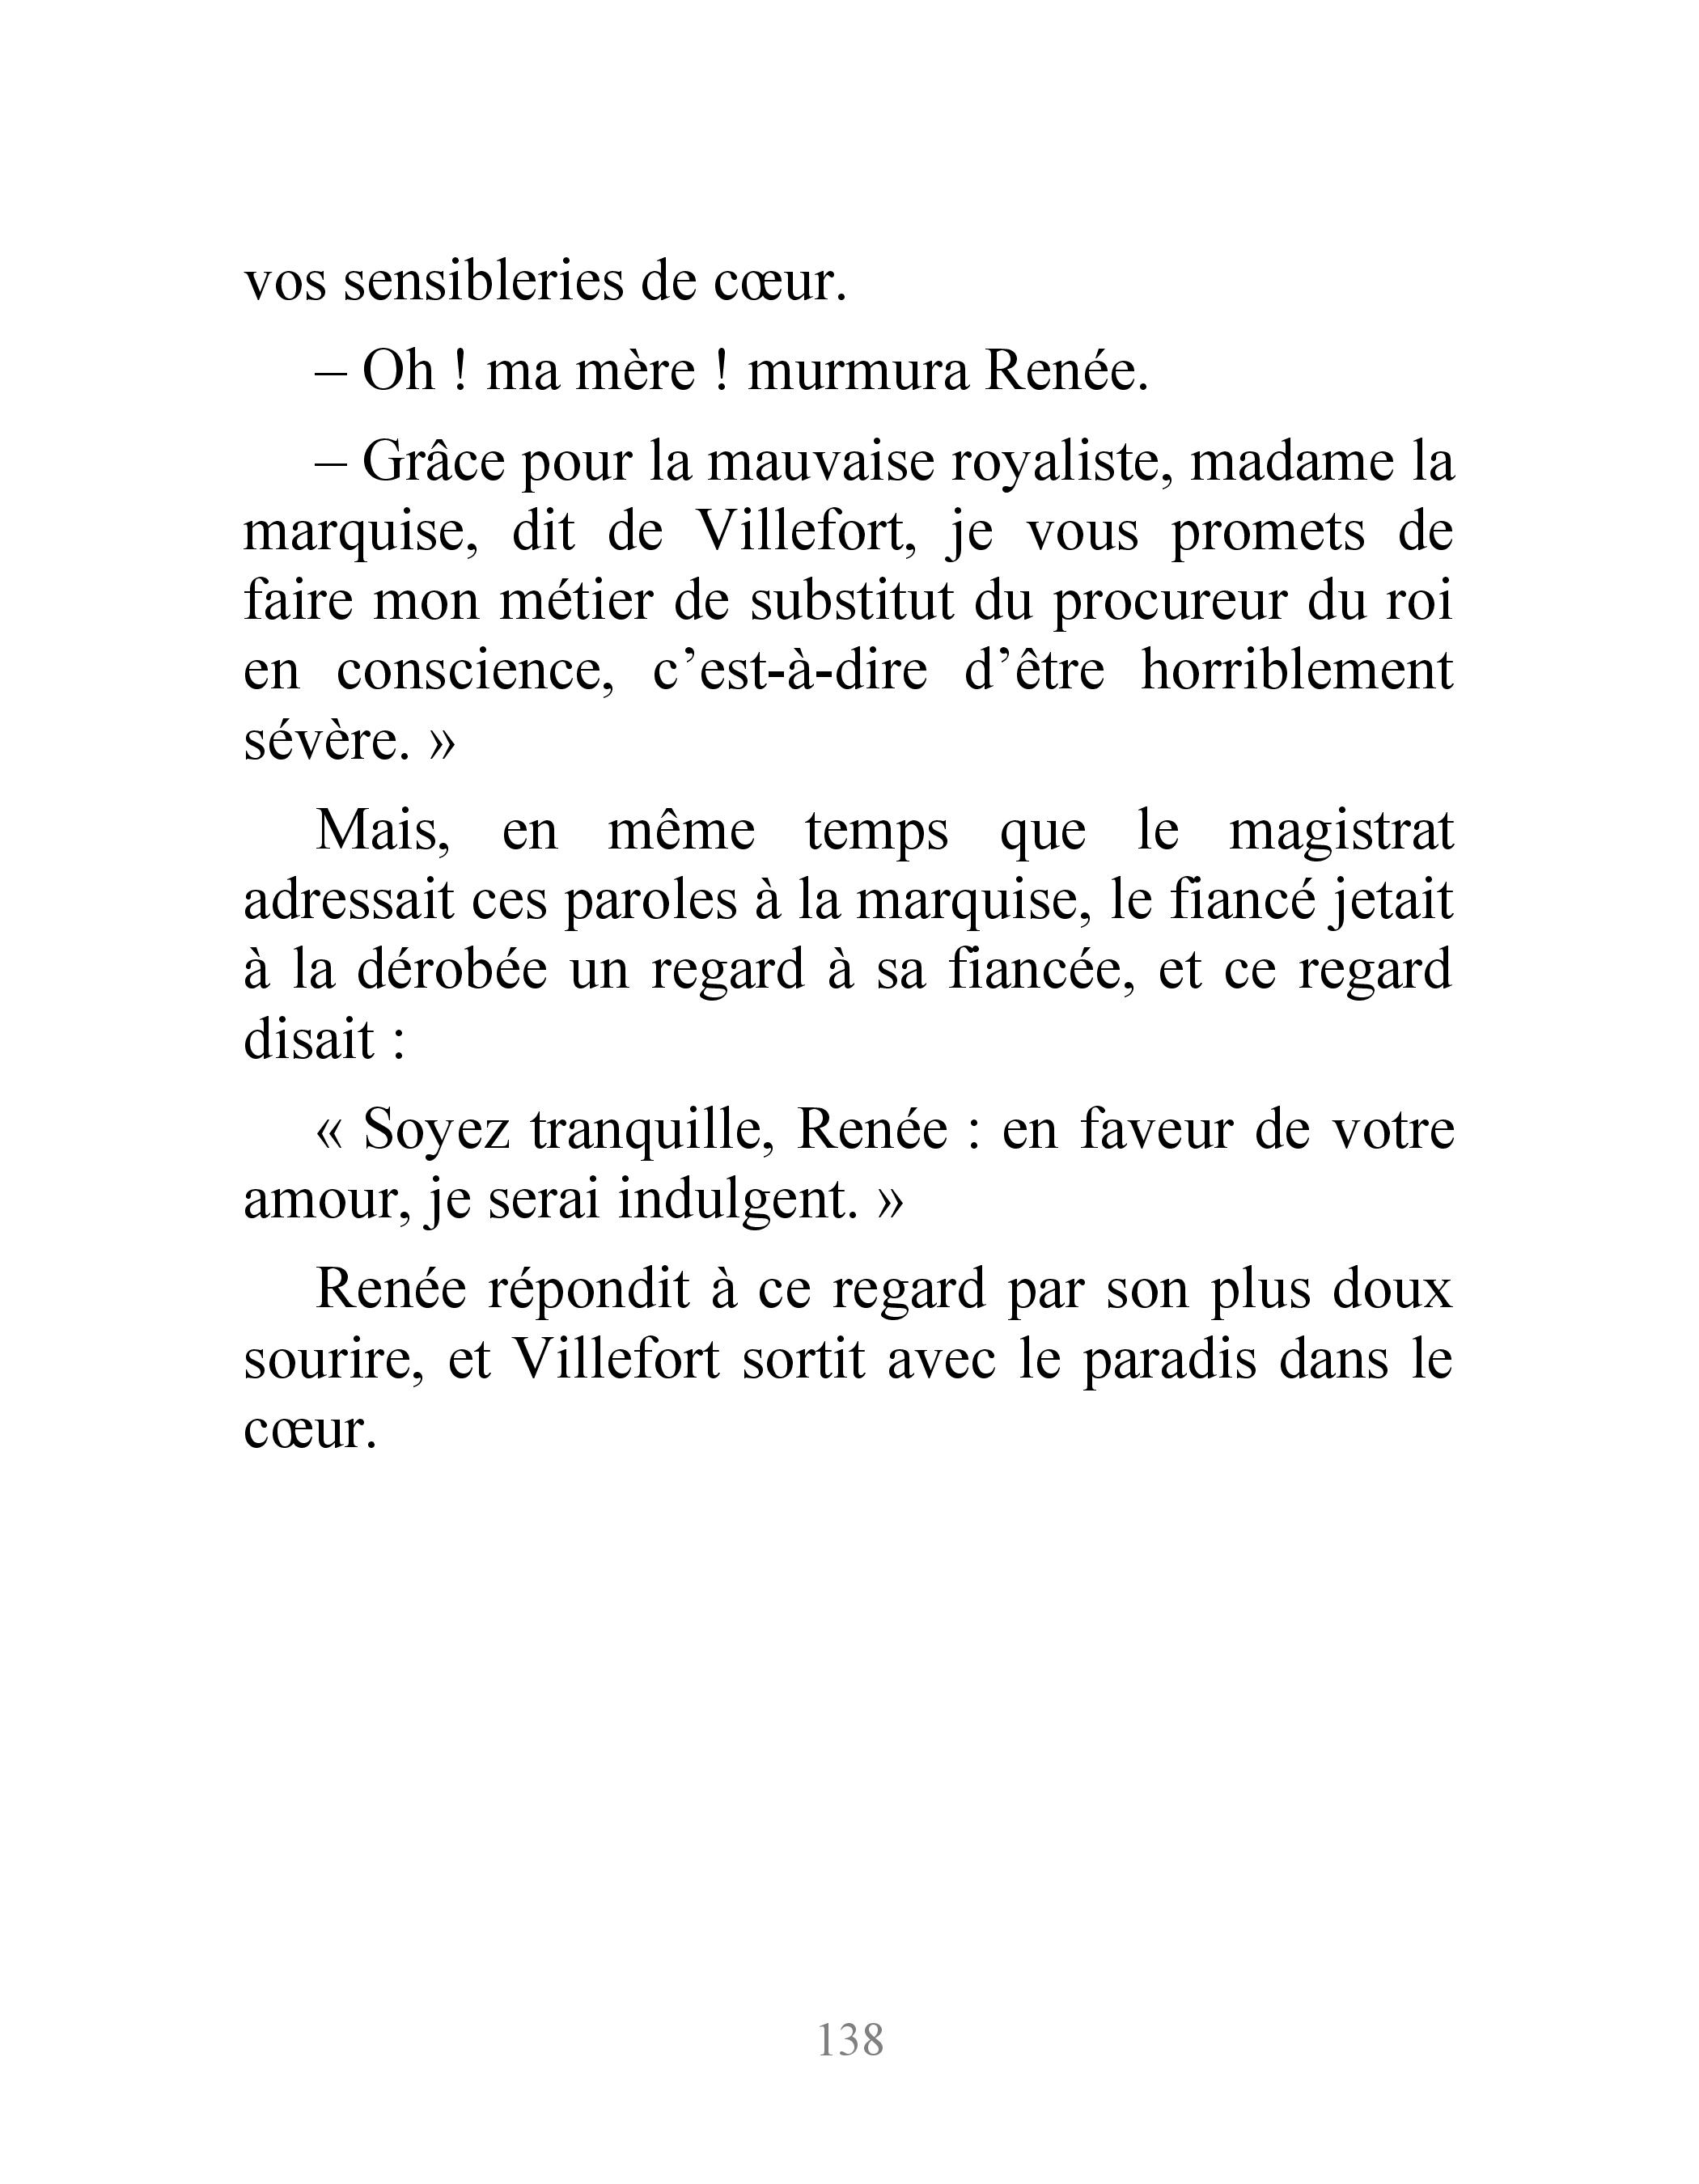 vos sensibleries de cœur.
– Oh ! ma mère ! murmura Renée.
– Grâce pour la mauvaise royaliste, madame la
marquise, dit de Villefort, je vous promets de
faire mon métier de substitut du procureur du roi
en conscience, c’est-à-dire d’être horriblement
sévère. »
Mais, en même temps que le magistrat
adressait ces paroles à la marquise, le fiancé jetait
à la dérobée un regard à sa fiancée, et ce regard
disait :
« Soyez tranquille, Renée : en faveur de votre
amour, je serai indulgent. »
Renée répondit à ce regard par son plus doux
sourire, et Villefort sortit avec le paradis dans le
cœur.
138